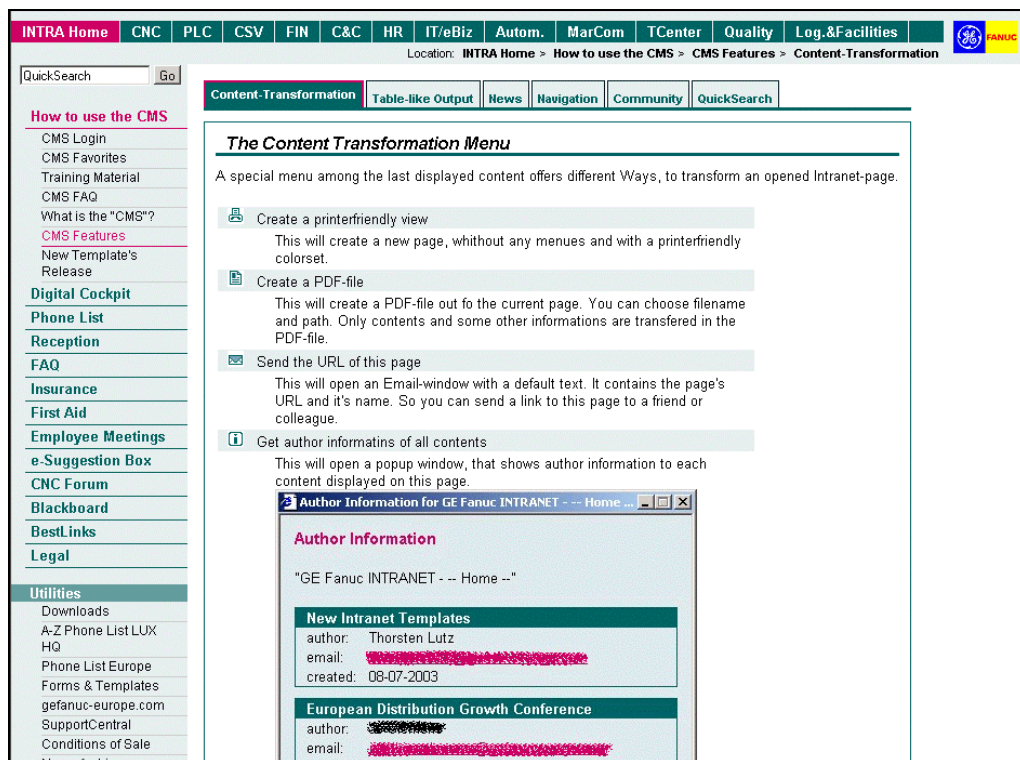 INTRA Home CNC PLC CSV FIN C&C HR IT/eBiz Autom. MarCom TCenter Quality Log.&Facilities
FANUC
Location: INTRA Home > How to use the CMS > CMS Features > Content-Transformation
QuickSearch Go
Content-Transformation Table-like Output News Navigation Community QuickSearch
How to use the CMS
CMS Login
CMS Favorites
Training Material
CMS FAQ
What is the "CMS"?
CMS Features
New Template's
Release
Digital Cockpit
Phone List
Reception
FAQ
Insurance
First Aid
Employee Meetings
e-Suggestion Box
CNC Forum
Blackboard
BestLinks
Legal
Utilities
Downloads
A-Z Phone List LUX
HQ
Phone List Europe
Forms & Templates
gefanuc-europe.com
SupportCentral
Conditions of Sale
The Content Transformation Menu
A special menu among the last displayed content offers different Ways, to transform an opened Intranet-page.
Create a printerfriendly view
This will create a new page, whithout any menues and with a printerfriendly
colorset.
Create a PDF-file
This will create a PDF-file out fo the current page. You can choose filename
and path. Only contents and some other informations are transfered in the
PDF-file.
Send the URL of this page
This will open an Email-window with a default text. It contains the page's
URL and it's name. So you can send a link to this page to a friend or
colleague.
Get author informatins of all contents
This will open a popup window, that shows author information to each
content displayed on this page.
Author Information for GE Fanuc INTRANET - -- Home ...
Author Information
"GE Fanuc INTRANET - -- Home --"
New Intranet Templates
author: Thorsten Lutz
email:
created: 08-07-2003
European Distribution Growth Conference
author:
email: